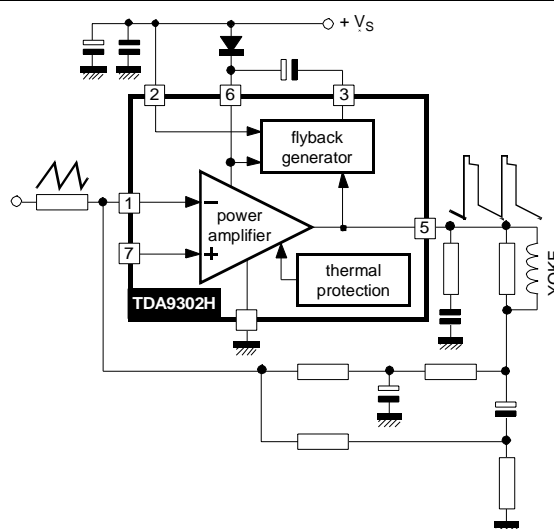 + VS
2
6
3
flyback
generator
1
power
amplifier
5
7
thermal
protection
TDA9302H
YOKE